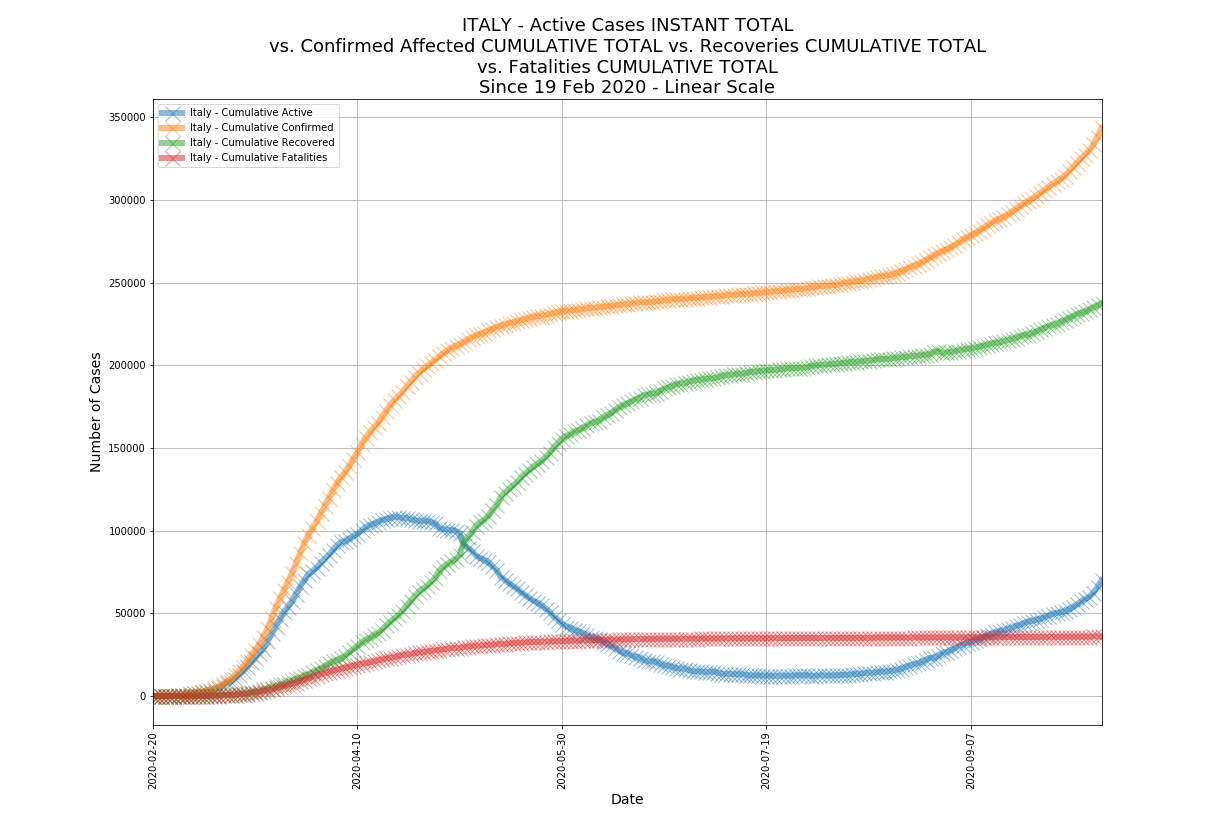 ITALY - Active Cases INSTANT TOTAL
vs. Confirmed Affected CUMULATIVE TOTAL vs. Recoveries CUMULATIVE TOTAL
vs. Fatalities CUMULATIVE TOTAL
Since 19 Feb 2020 - Linear Scale
Italy - Cumulative Active
Italy - Cumulative Confirmed
Italy - Cumulative Recovered
Italy - Cumulative Fatalities
350000
300000
250000
200000
150000
100000
50000
0
Number of Cases
2020-02-20
2020-04-10
2020-05-30
2020-07-19
2020-09-07
Date